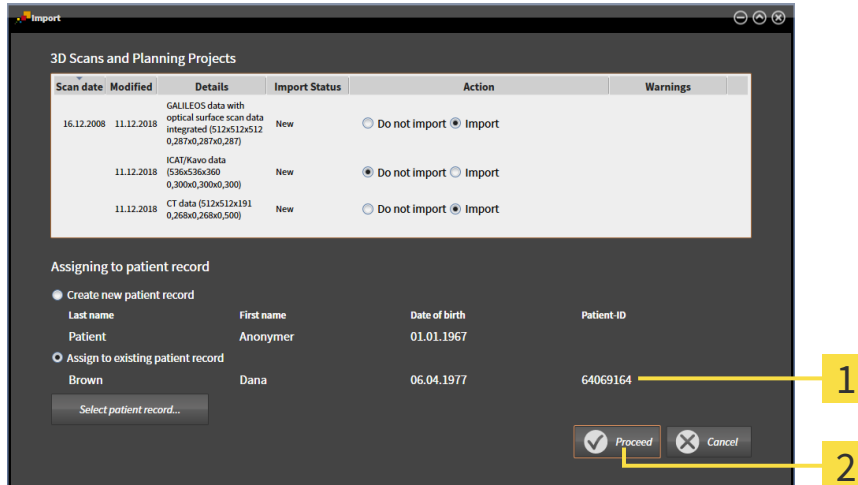 Import
3D Scans and Planning Projects
Scan date Modified Details Import Status Action Warnings
GALILEOS data with
optical surface scan data
integrated (512x512x512
0,287x0,287x0,287)
16.12.2008 11.12.2018 New Do not import Import
ICAT/Kavo data
(536x536x360
0,300x0,300x0,300)
11.12.2018 New Do not import Import
CT data (512x512x191
0,268x0,268x0,500)
11.12.2018 New Do not import Import
Assigning to patient record
Create new patient record
Last name First name Date of birth Patient-ID
Patient Anonymer 01.01.1967
Assign to existing patient record
Brown Dana 06.04.1977 64069164
1
Select patient record...
Proceed Cancel
2